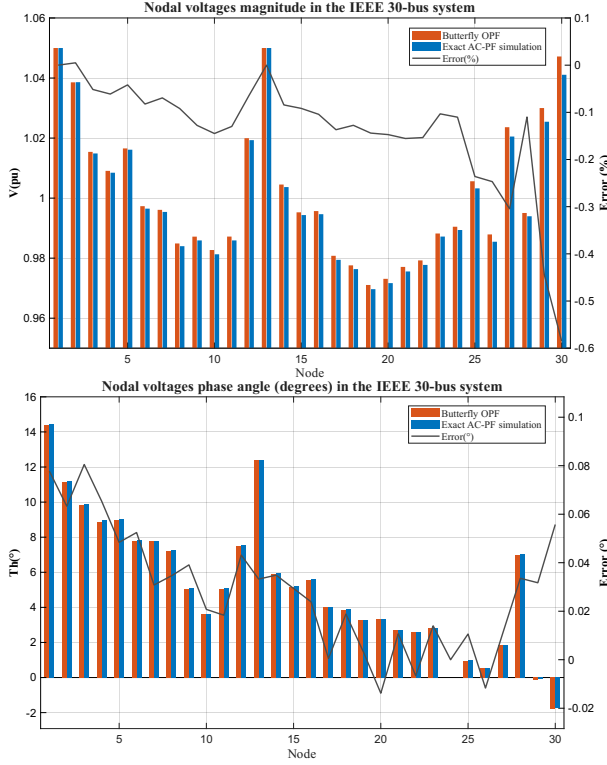 Nodal voltages magnitude in the IEEE 30-bus system
1.06
1.04
1.02
1
0.98
0.96
V(pu)
0.1
0
-0.1
-0.2
-0.3
-0.4
-0.5
-0.6
Error (%)
Butterfly OPF
Exact AC-PF simulation
Error(%)
5 10 15 20 25 30
Node
Nodal voltages phase angle (degrees) in the IEEE 30-bus system
16
14
12
10
8
6
4
2
0
-2
Th(°)
0.1
0.08
0.06
0.04
0.02
0
-0.02
Error (°)
Butterfly OPF
Exact AC-PF simulation
Error(°)
5 10 15 20 25 30
Node